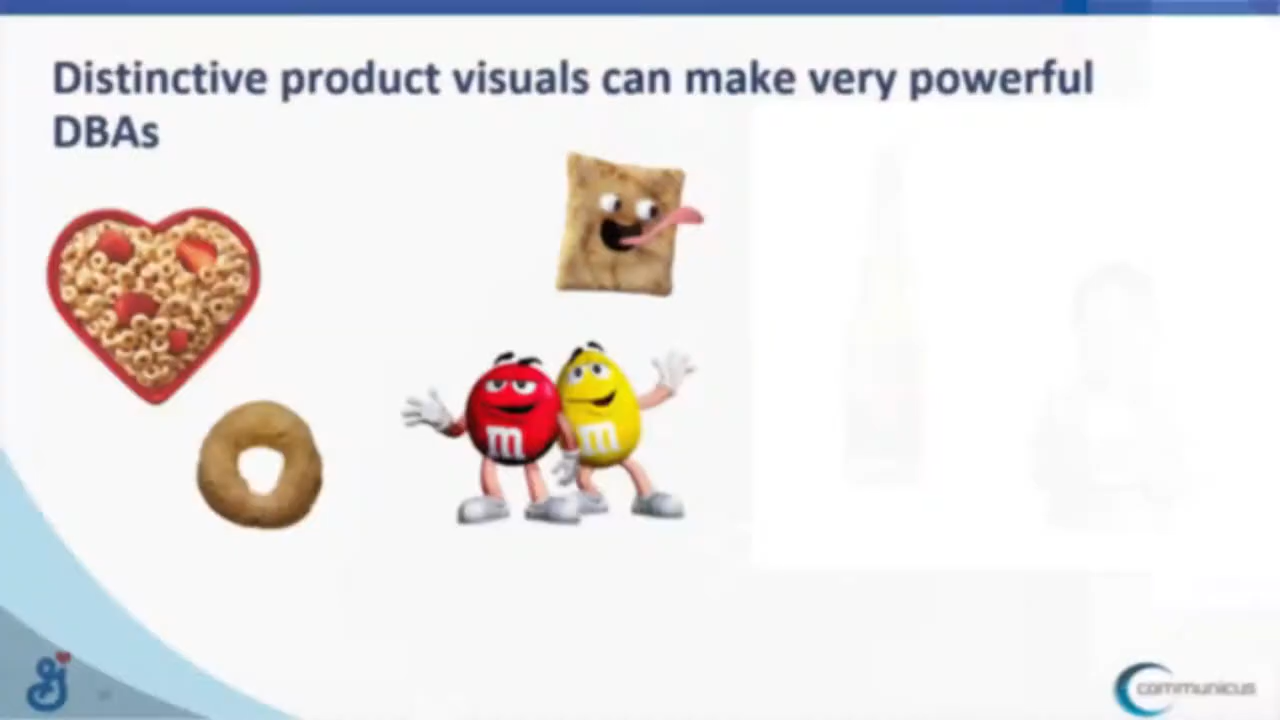 Distinctive product visuals can make very powerful
DBAs
m
m
communicus